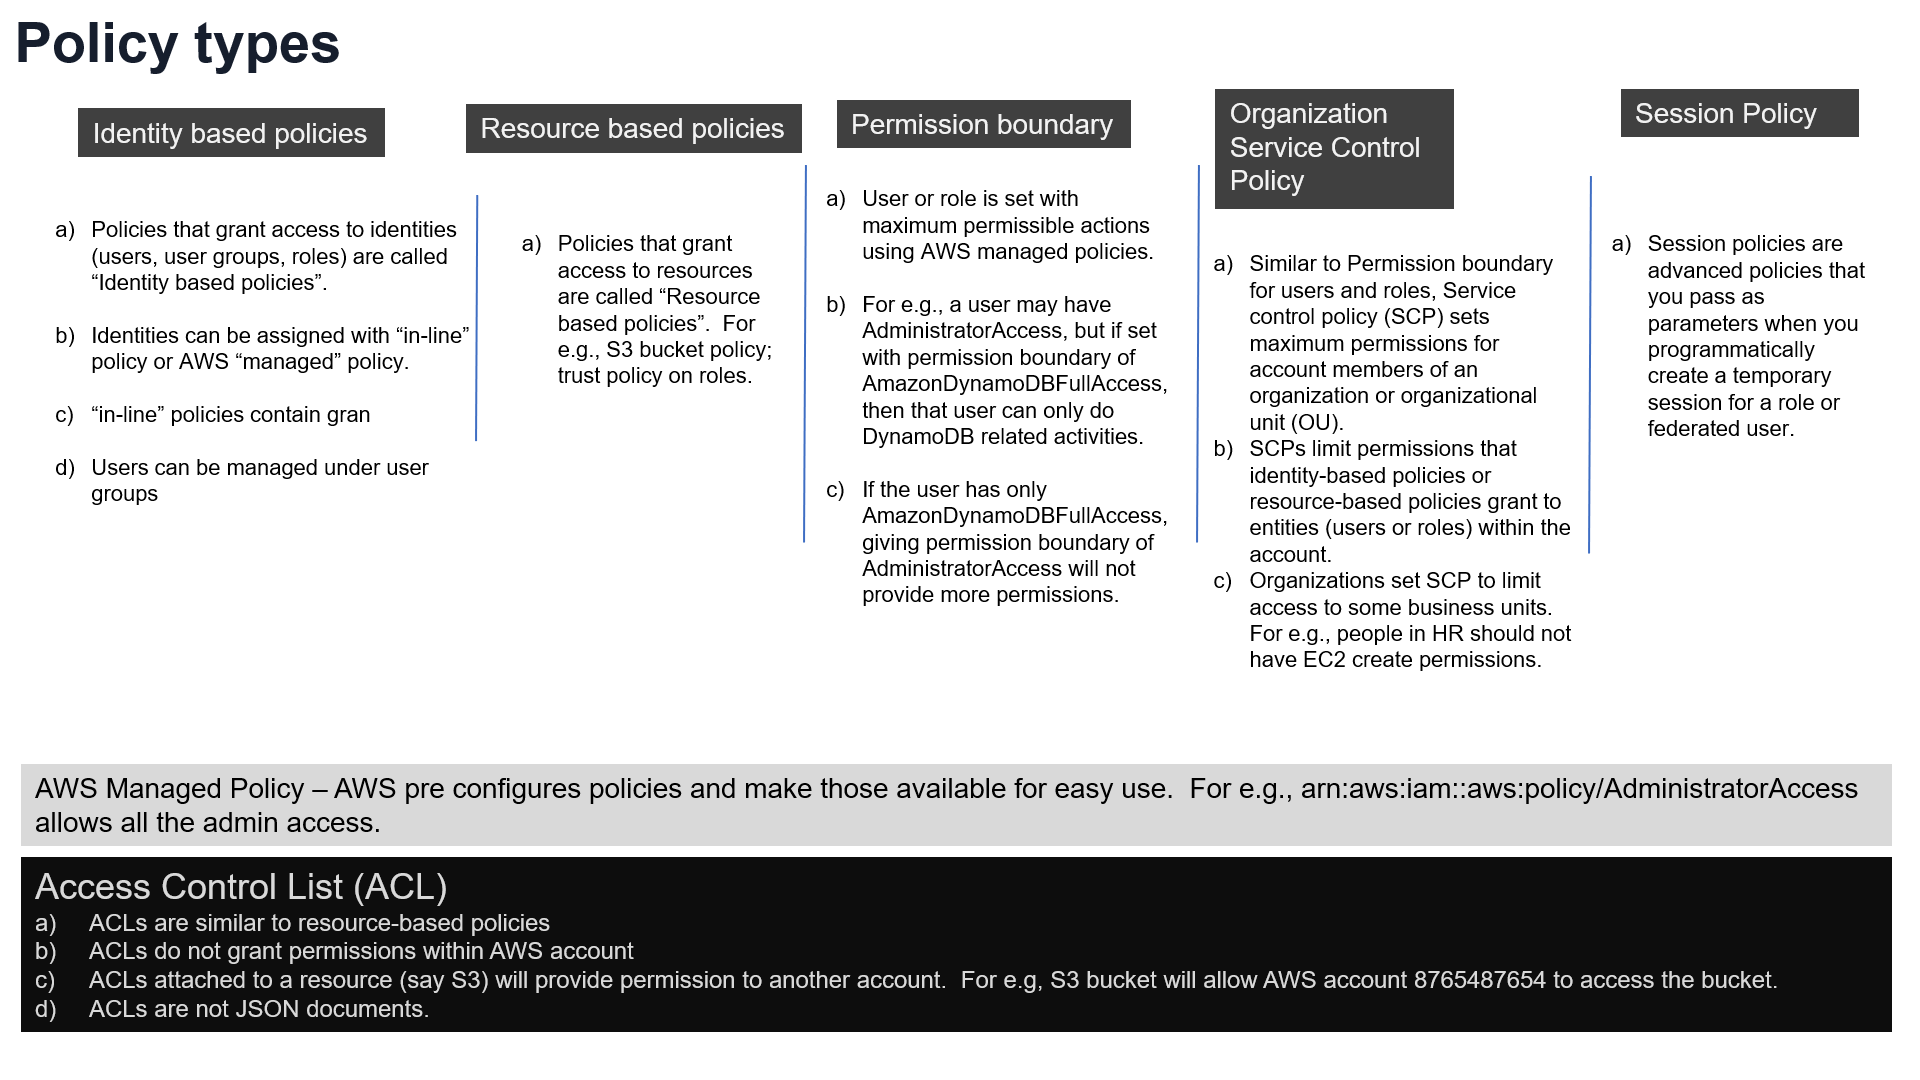 Policy types
Identity based policies
a) Policies that grant access to identities
(users, user groups, roles) are called
“Identity based policies”.
b) Identities can be assigned with “in-line”
policy or AWS “managed” policy.
c) “in-line” policies contain gran
d) Users can be managed under user
groups
Resource based policies
a) Policies that grant
access to resources
are called “Resource
based policies”.  For
e.g., S3 bucket policy;
trust policy on roles.
Permission boundary
a) User or role is set with
maximum permissible actions
using AWS managed policies.
b) For e.g., a user may have
AdministratorAccess, but if set
with permission boundary of
AmazonDynamoDBFullAccess,
then that user can only do
DynamoDB related activities.
c) If the user has only
AmazonDynamoDBFullAccess,
giving permission boundary of
AdministratorAccess will not
provide more permissions.
Organization
Service Control
Policy
a) Similar to Permission boundary
for users and roles, Service
control policy (SCP) sets
maximum permissions for
account members of an
organization or organizational
unit (OU).
b) SCPs limit permissions that
identity-based policies or
resource-based policies grant to
entities (users or roles) within the
account.
c) Organizations set SCP to limit
access to some business units.
For e.g., people in HR should not
have EC2 create permissions.
Session Policy
a) Session policies are
advanced policies that
you pass as
parameters when you
programmatically
create a temporary
session for a role or
federated user.
AWS Managed Policy – AWS pre configures policies and make those available for easy use.  For e.g., arn:aws:iam::aws:policy/AdministratorAccess
allows all the admin access.
Access Control List (ACL)
a) ACLs are similar to resource-based policies
b) ACLs do not grant permissions within AWS account
c) ACLs attached to a resource (say S3) will provide permission to another account.  For e.g, S3 bucket will allow AWS account 8765487654 to access the bucket.
d) ACLs are not JSON documents.